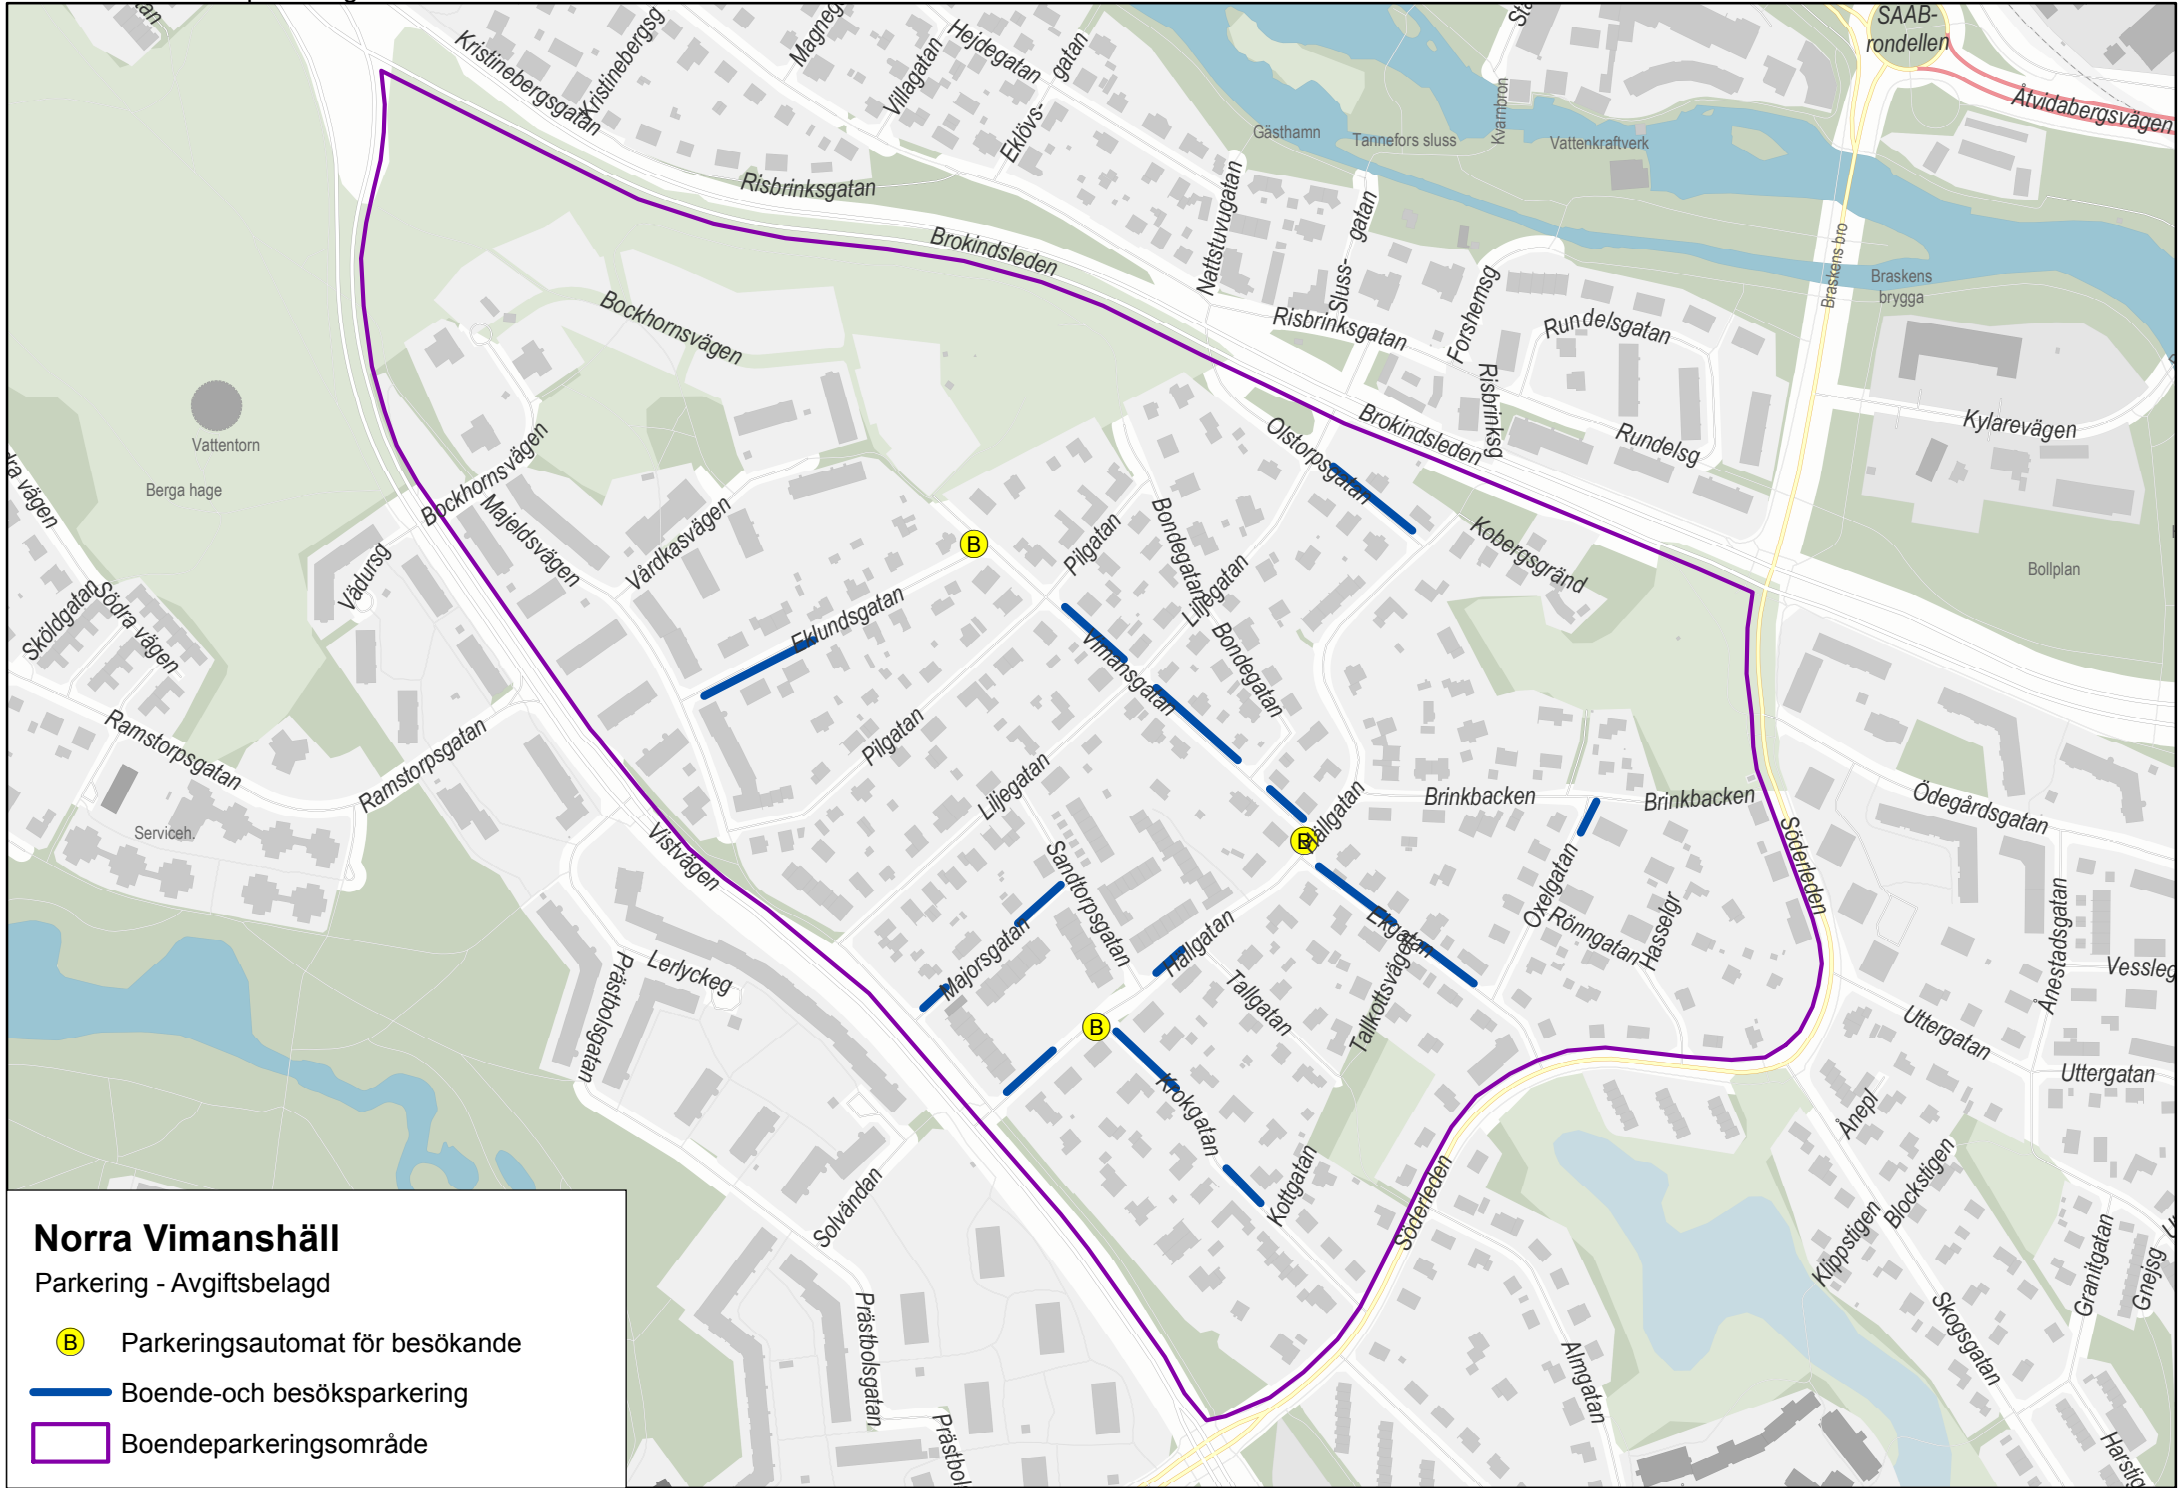 Kristinebergsgatan
Kristinebergsg
Villagatan
Hejdegatan
Eklövs-
gatan
SAAB-
rondellen
Åtvidabergsvägen
Gästhamn
Tannefors sluss
Kvarnbron
Vattenkraftverk
Risbrinksgatan
Brokindsleden
Nattstuvugatan
Sluss-
gatan
Forshemsg
Braskens bro
Braskens
brygga
Bockhornsvägen
Risbrinksgatan
Rundelsgatan
Risbrinksg
Rundelsg
Kylarevägen
Vattentorn
Berga hage
Bockhornsvägen
Majeldsvägen
Vårdkasvägen
Olstorpsgatan
Brokindsleden
Kobergsgränd
Bollplan
Vädursg
Sköldgatan
Södra vägen
B
Pilgatan
Bondegatan
Liljegatan
Bondegatan
Eklundsgatan
Vimansgatan
Ramstorpsgatan
Ramstorpsgatan
Pilgatan
Liljegatan
Serviceh.
Vistvägen
B
Hällgatan
Brinkbacken
Brinkbacken
Söderleden
Ödegårdsgatan
Sandtorpsgatan
Majorsgatan
Hällgatan
Ekgatan
Tallkottsvägen
Tallgatan
Oxelgatan
Rönngatan
Hasselgr
Ånestadsgatan
Uttergatan
Uttergatan
Lerlyckeg
Prästbolsgatan
B
Krokgatan
Kottgatan
Söderleden
Ånepl
Blockstigen
Klippstigen
Skogsgatan
Granitgatan
Gnejsg
Solvändan
Prästbolsgatan
Almgatan
Norra Vimanshäll
Parkering - Avgiftsbelagd
B Parkeringsautomat för besökande
Boende-och besöksparkering
Boendeparkeringsområde